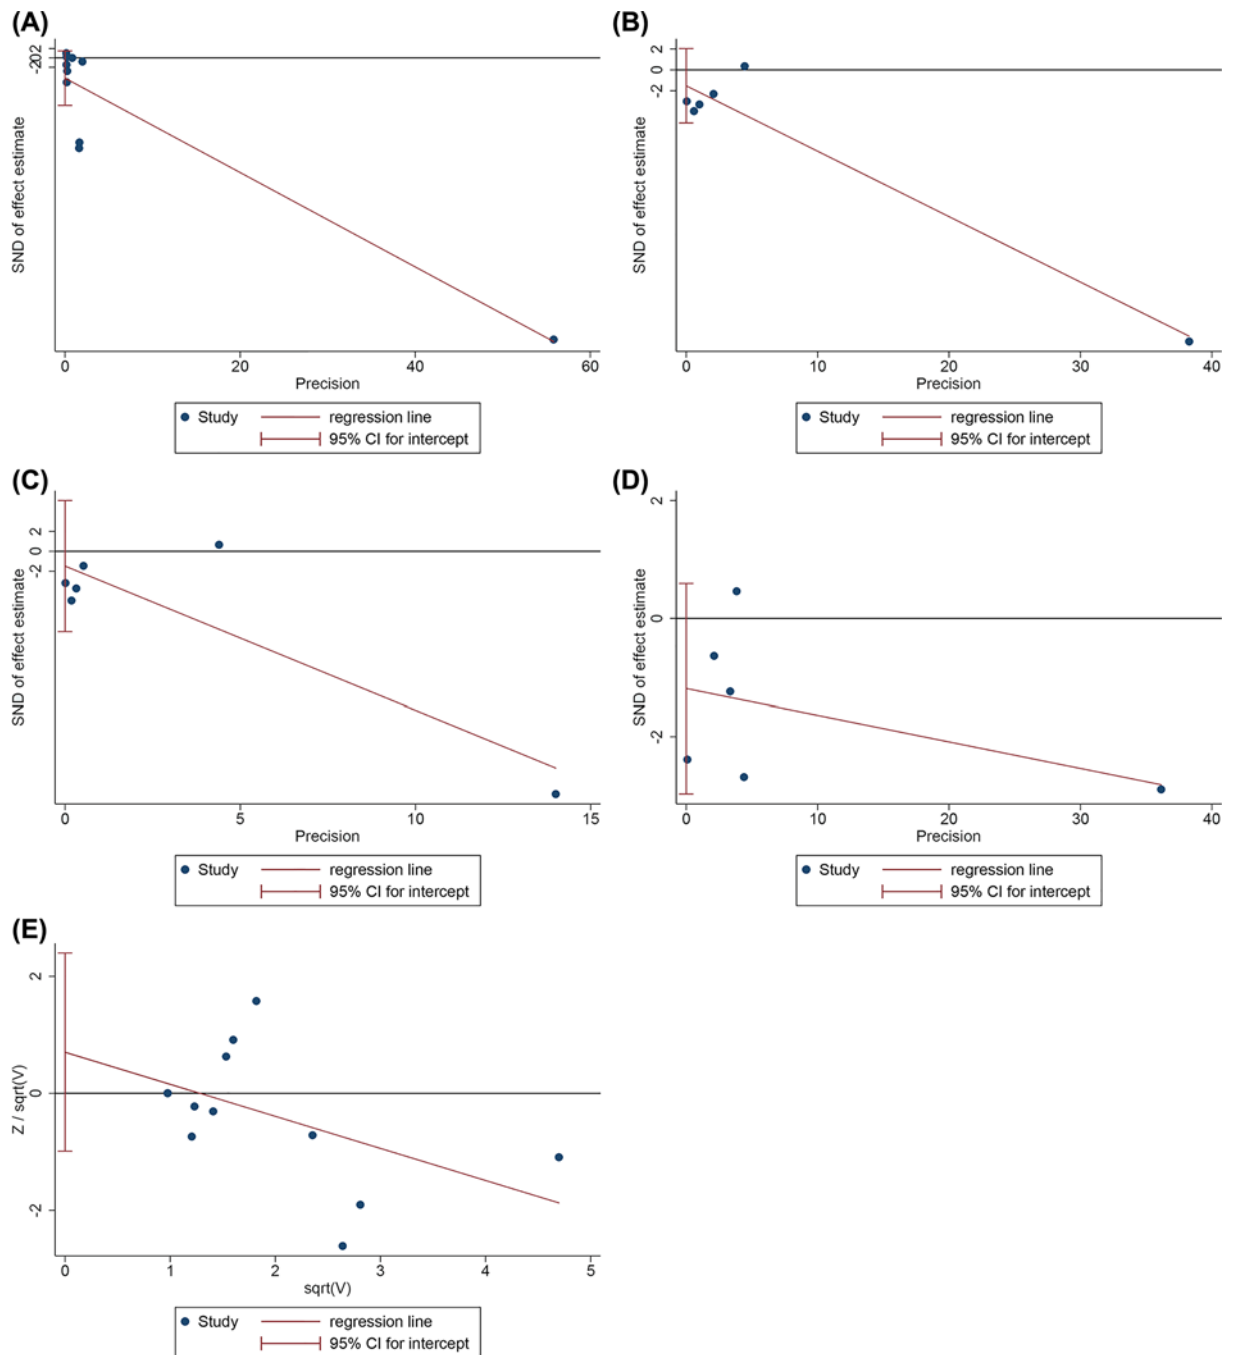 (A)
-202
SND of effect estimate
0 20 40 60
Precision
Study regression line
95% CI for intercept
(B)
2
0
-2
SND of effect estimate
0 10 20 30 40
Precision
Study regression line
95% CI for intercept
(C)
2
0
-2
SND of effect estimate
0 5 10 15
Precision
Study regression line
95% CI for intercept
(D)
2
0
-2
SND of effect estimate
0 10 20 30 40
Precision
Study regression line
95% CI for intercept
(E)
2
0
-2
Z / sqrt(V)
0 1 2 3 4 5
sqrt(V)
Study regression line
95% CI for intercept